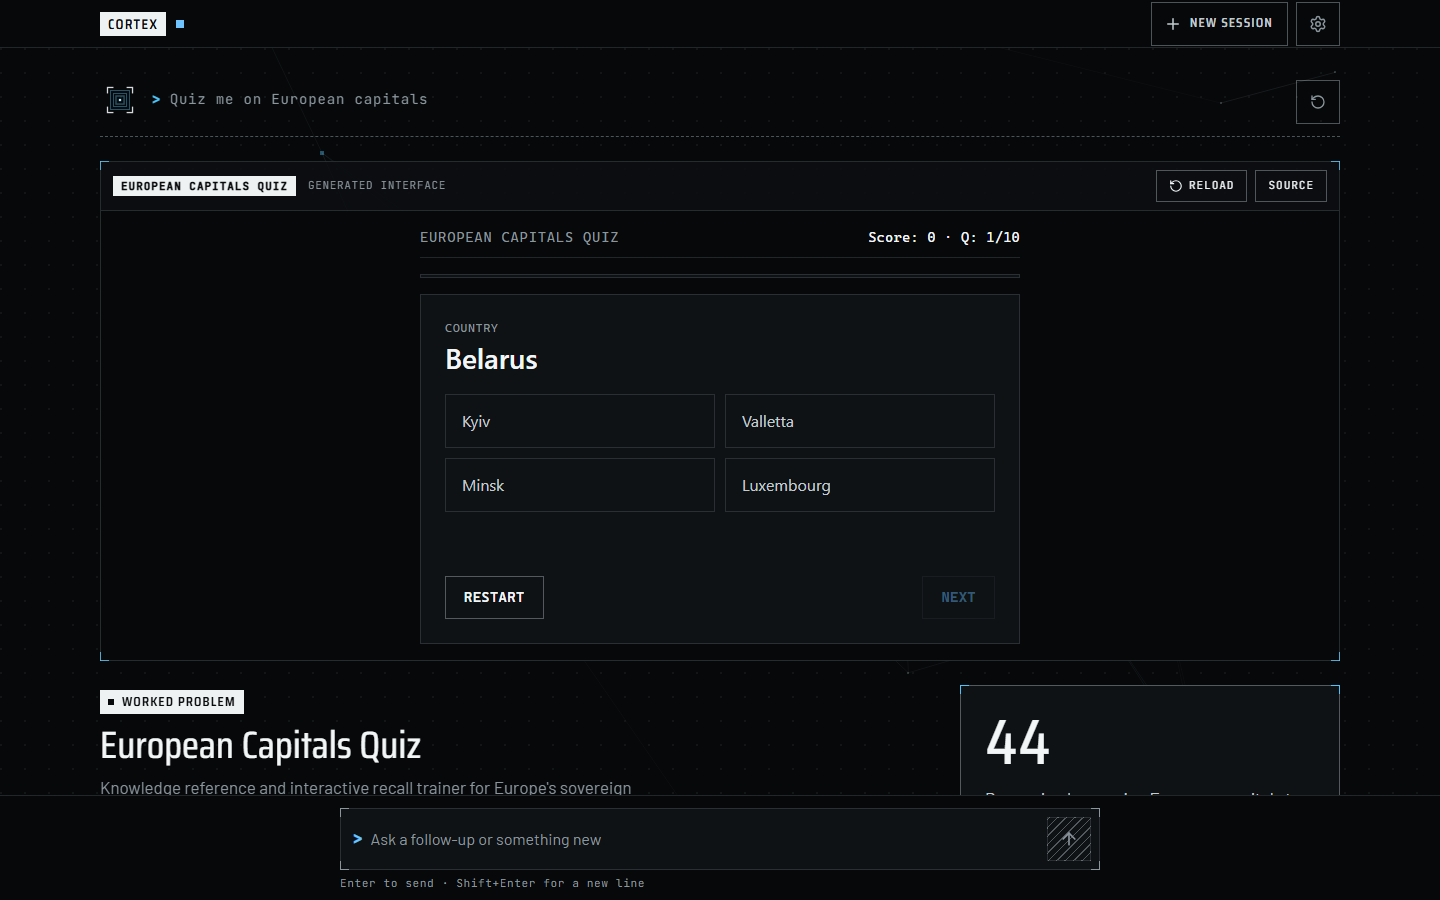 CORTEX
NEW SESSION
> Quiz me on European capitals
EUROPEAN CAPITALS QUIZ
GENERATED INTERFACE
RELOAD
SOURCE
EUROPEAN CAPITALS QUIZ
Score: 0 · Q: 1/10
COUNTRY
Belarus
Kyiv
Valletta
Minsk
Luxembourg
RESTART
NEXT
WORKED PROBLEM
European Capitals Quiz
Knowledge reference and interactive recall trainer for Europe's sovereign
44
> Ask a follow-up or something new
Enter to send · Shift+Enter for a new line